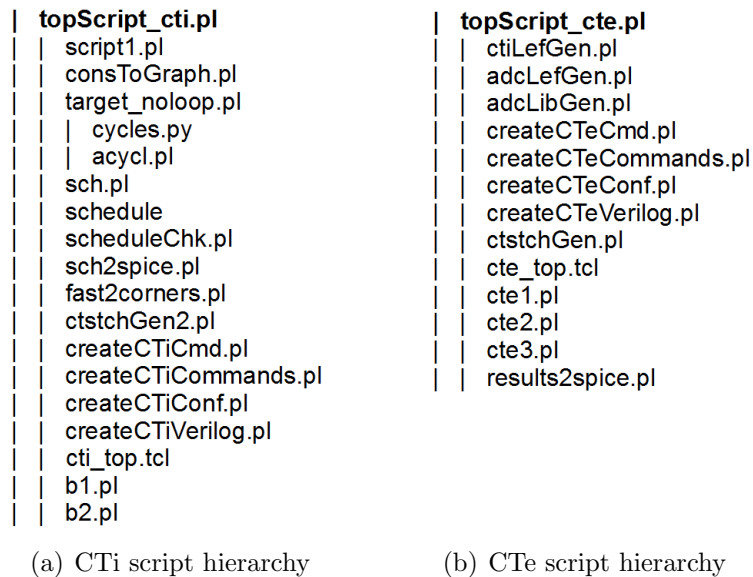 | topScript_cti.pl
| | script1.pl
| | consToGraph.pl
| | target_noloop.pl
| | | cycles.py
| | | acycl.pl
| | sch.pl
| | schedule
| | scheduleChk.pl
| | sch2spice.pl
| | fast2corners.pl
| | ctstchGen2.pl
| | createCTiCmd.pl
| | createCTiCommands.pl
| | createCTiConf.pl
| | createCTiVerilog.pl
| | cti_top.tcl
| | b1.pl
| | b2.pl
(a) CTi script hierarchy
| topScript_cte.pl
| | ctiLefGen.pl
| | adcLefGen.pl
| | adcLibGen.pl
| | createCTeCmd.pl
| | createCTeCommands.pl
| | createCTeConf.pl
| | createCTeVerilog.pl
| | ctstchGen.pl
| | cte_top.tcl
| | cte1.pl
| | cte2.pl
| | cte3.pl
| | results2spice.pl
(b) CTe script hierarchy